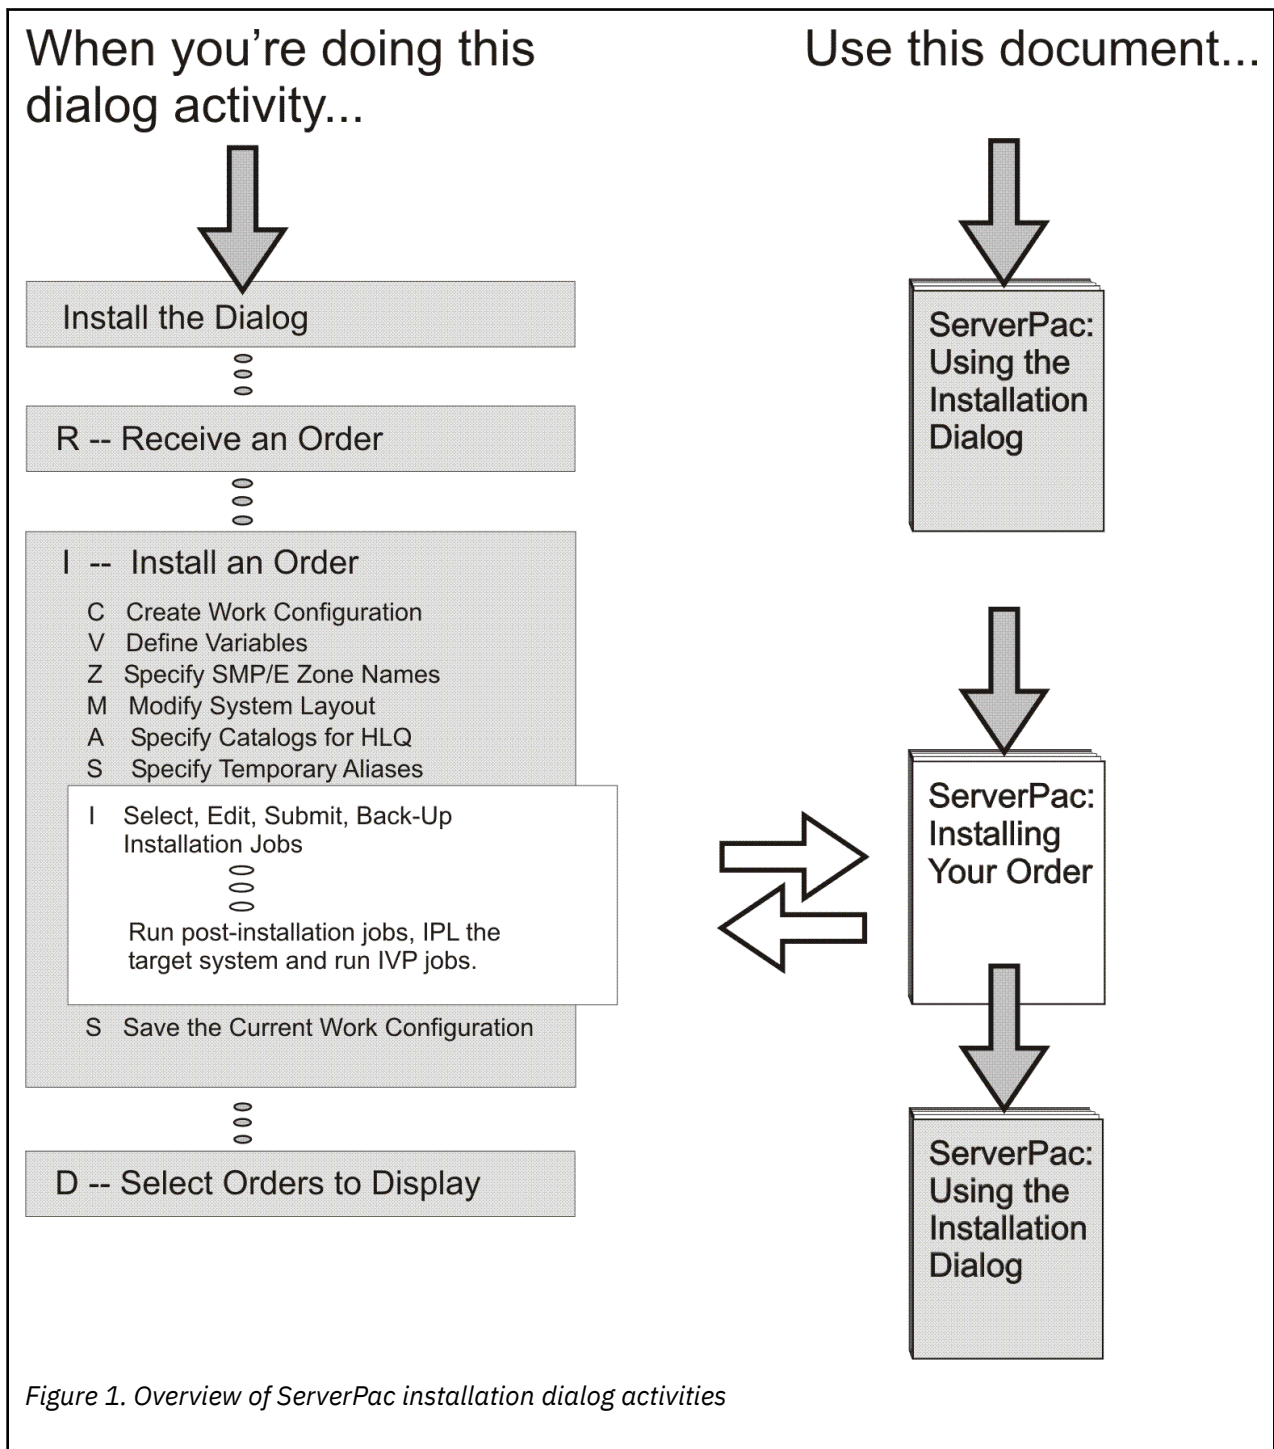 When you're doing this
dialog activity...
Use this document...
Install the Dialog
R -- Receive an Order
I -- Install an Order
C Create Work Configuration
V Define Variables
Z Specify SMP/E Zone Names
M Modify System Layout
A Specify Catalogs for HLQ
S Specify Temporary Aliases
I Select, Edit, Submit, Back-Up
Installation Jobs
Run post-installation jobs, IPL the
target system and run IVP jobs.
S Save the Current Work Configuration
D -- Select Orders to Display
ServerPac:
Using the
Installation
Dialog
ServerPac:
Installing
Your Order
ServerPac:
Using the
Installation
Dialog
Figure 1. Overview of ServerPac installation dialog activities